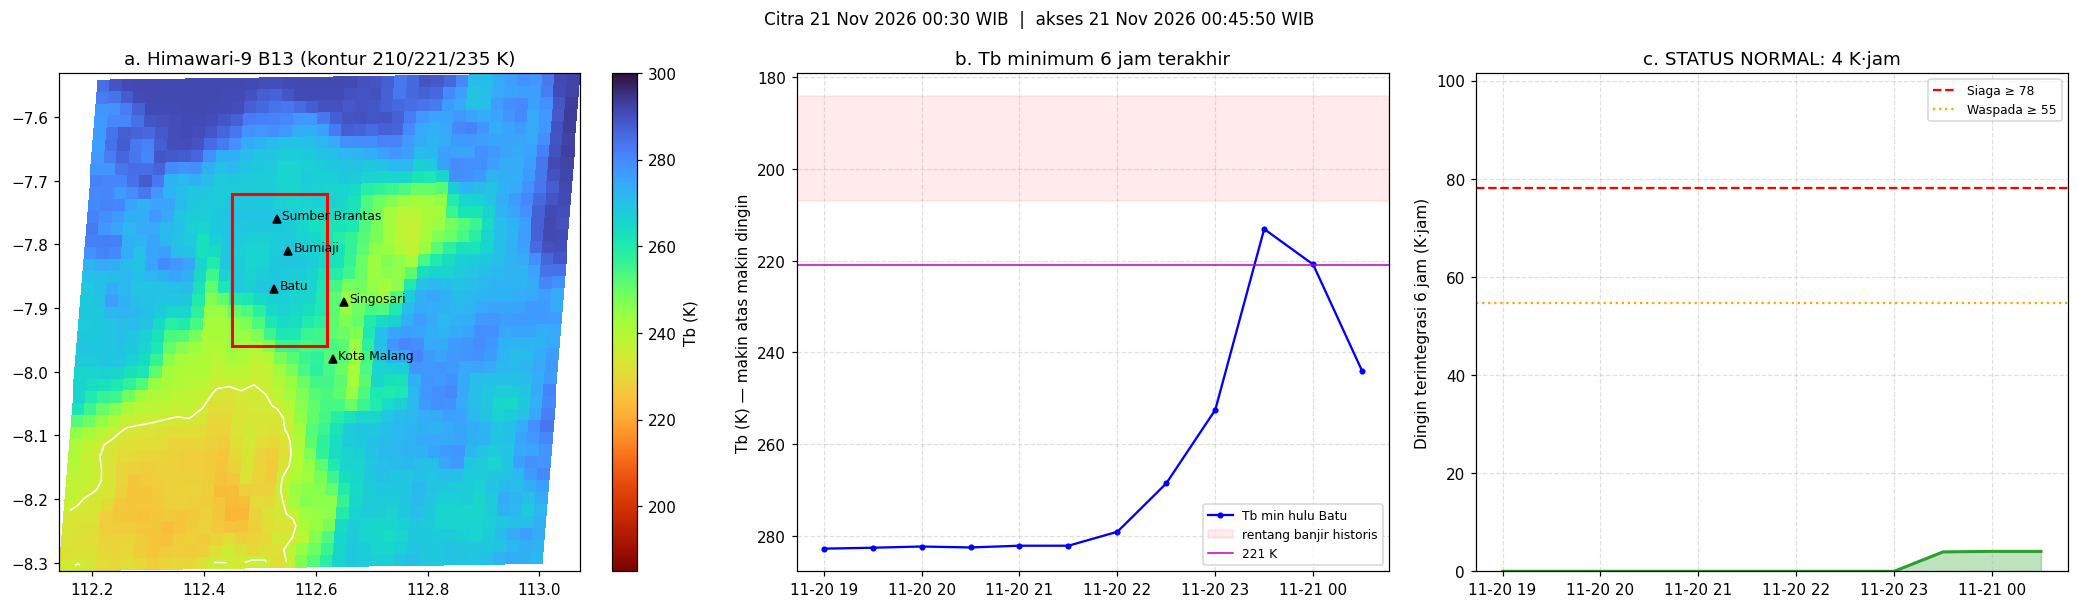 Citra 21 Nov 2026 00:30 WIB | akses 21 Nov 2026 00:45:50 WIB
a. Himawari-9 B13 (kontur 210/221/235 K)
−7.6
−7.7
−7.8
−7.9
−8.0
−8.1
−8.2
−8.3
112.2
112.4
112.6
112.8
113.0
Sumber Brantas
Bumiaji
Batu
Singosari
Kota Malang
300
280
260
240
220
200
Tb (K)
b. Tb minimum 6 jam terakhir
Tb (K) — makin atas makin dingin
180
200
220
240
260
280
11-20 19
11-20 20
11-20 21
11-20 22
11-20 23
11-21 00
Tb min hulu Batu
rentang banjir historis
221 K
c. STATUS NORMAL: 4 K·jam
Dingin terintegrasi 6 jam (K·jam)
100
80
60
40
20
0
11-20 19
11-20 20
11-20 21
11-20 22
11-20 23
11-21 00
Siaga ≥ 78
Waspada ≥ 55